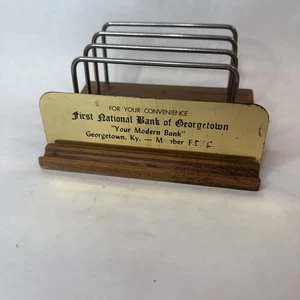 FOR YOUR CONVENIENCE
First National Bank of Georgetown
"Your Modern Bank"
Georgetown, Ky. —